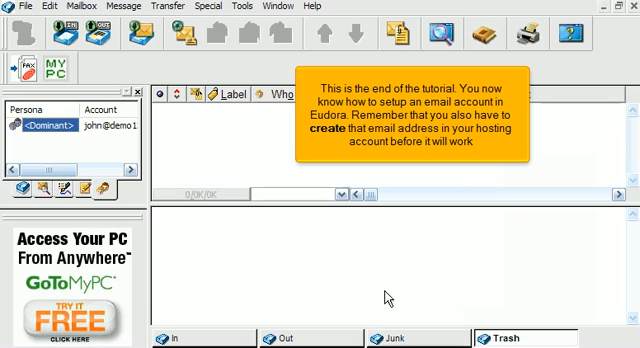 File Edit Mailbox Message Transfer Special Tools Window Help
IN OUT
FAX MY PC
Label Who
This is the end of the tutorial. You now
know how to setup an email account in
Eudora. Remember that you also have to
create that email address in your hosting
account before it will work
Persona Account
<Dominant> john@demo1
0/0K/0K
Access Your PC
From Anywhere™
GoToMyPC®
TRY IT
FREE
CLICK HERE
In Out Junk Trash